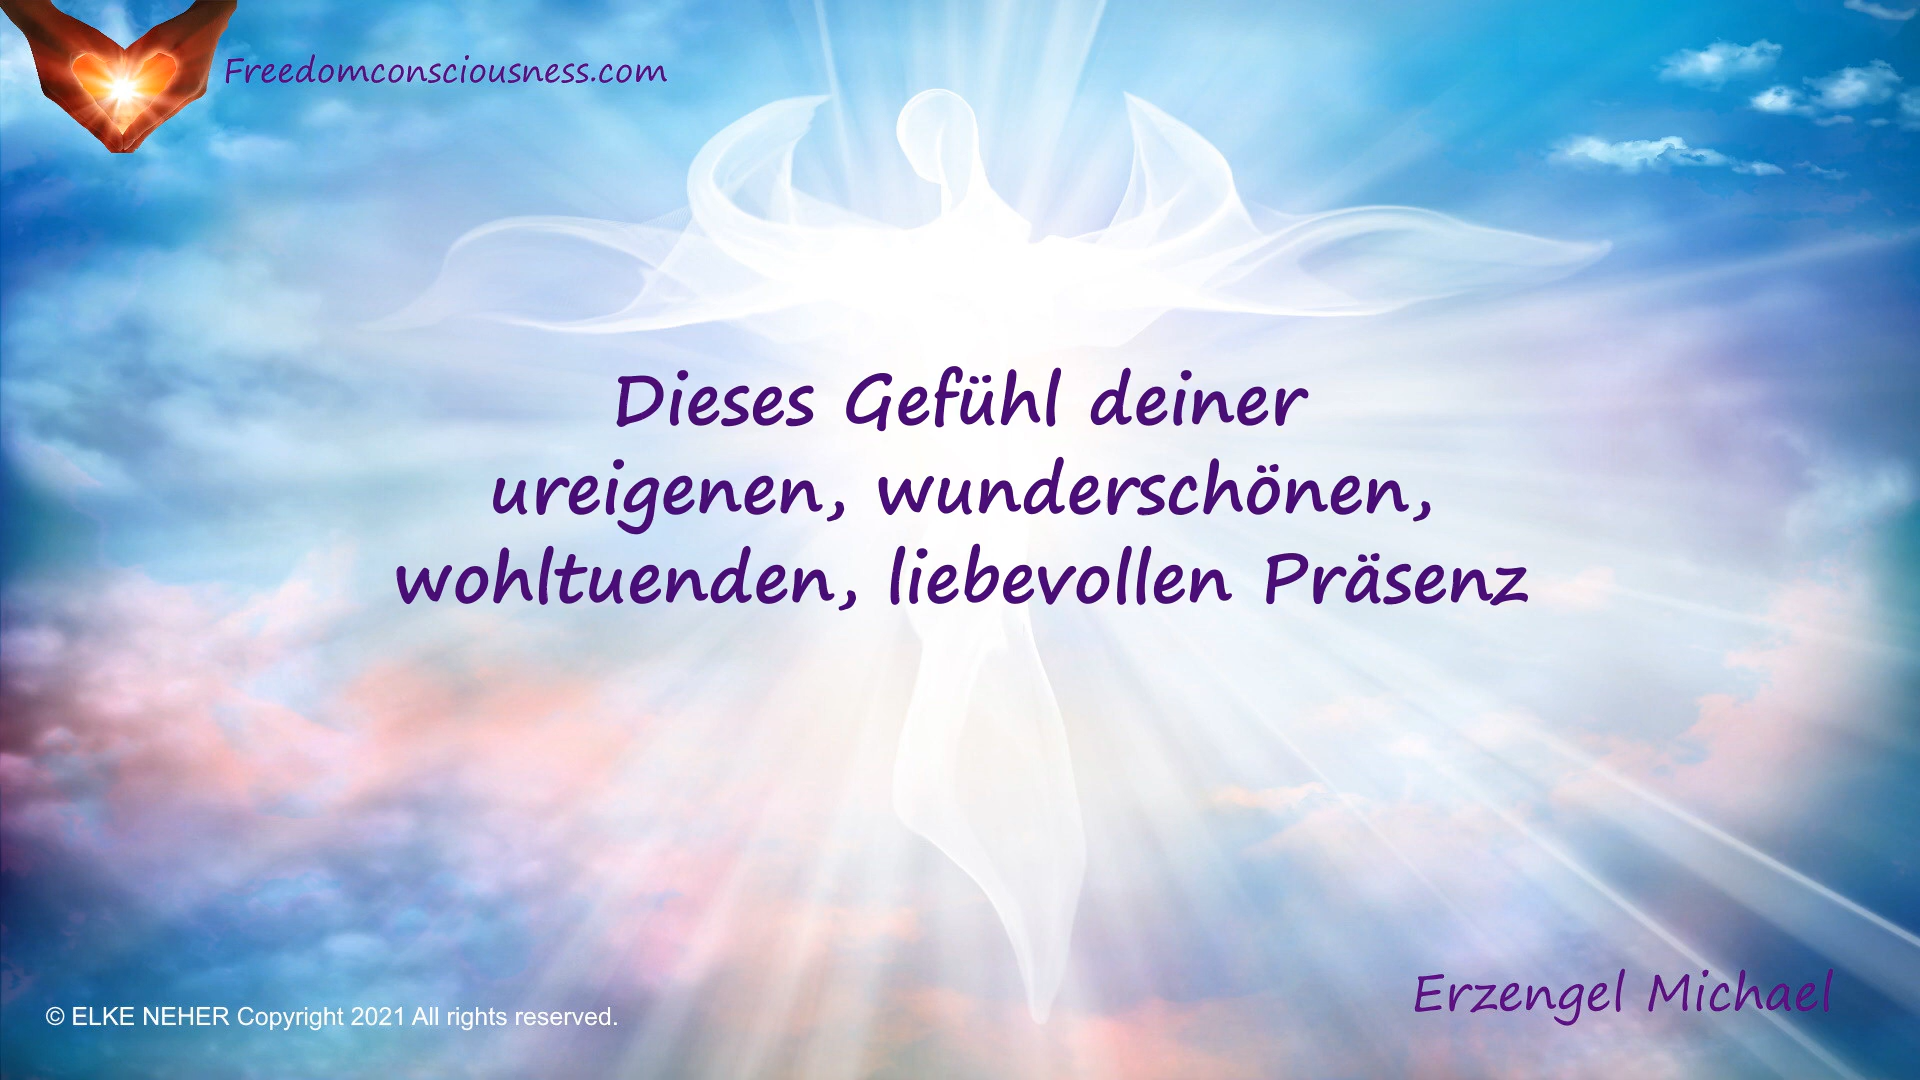 Freedomconsciousness.com
Dieses Gefühl deiner
ureigenen, wunderschönen,
wohltuenden, liebevollen Präsenz
Erzengel Michael
© ELKE NEHER Copyright 2021 All rights reserved.